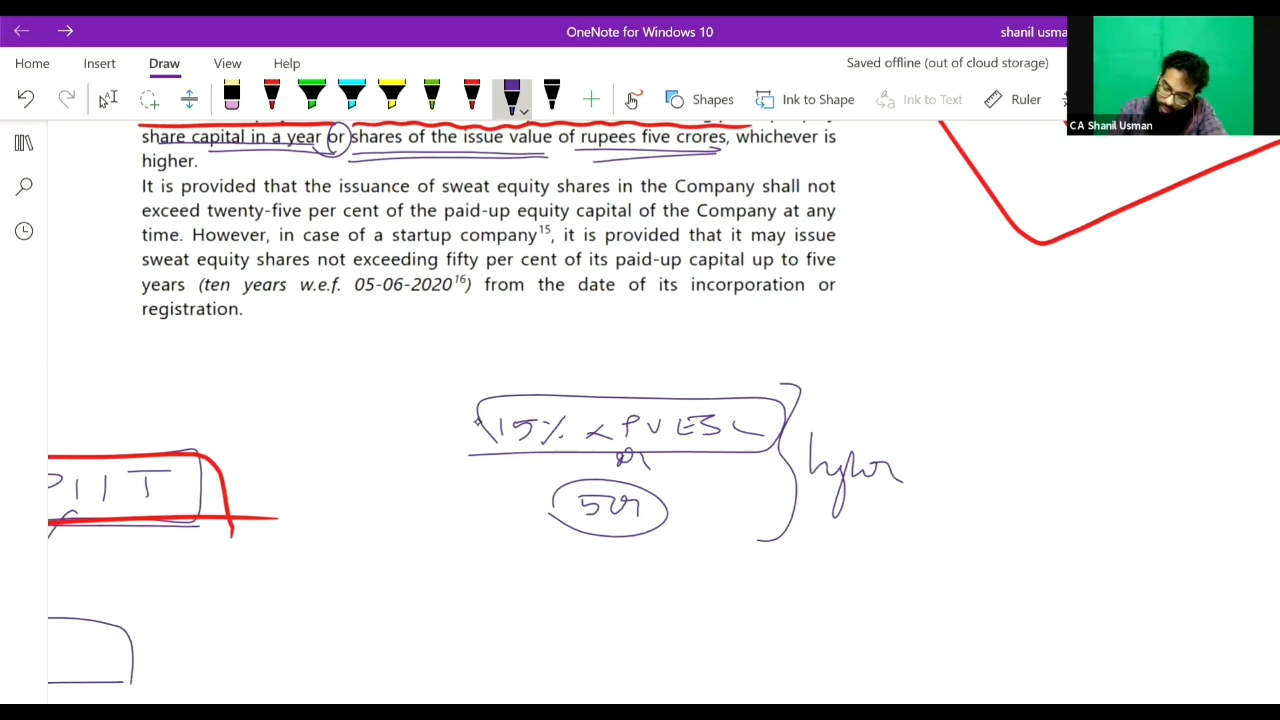 OneNote for Windows 10
shanil usma
Home Insert Draw View Help
Saved offline (out of cloud storage)
Shapes Ink to Shape Ink to Text Ruler
CA Shanil Usman
share capital in a year or shares of the issue value of rupees five crores, whichever is
higher.
It is provided that the issuance of sweat equity shares in the Company shall not
exceed twenty-five per cent of the paid-up equity capital of the Company at any
time. However, in case of a startup company15, it is provided that it may issue
sweat equity shares not exceeding fifty per cent of its paid-up capital up to five
years (ten years w.e.f. 05-06-202016) from the date of its incorporation or
registration.
15% x PV ESC
or
5cr
higher